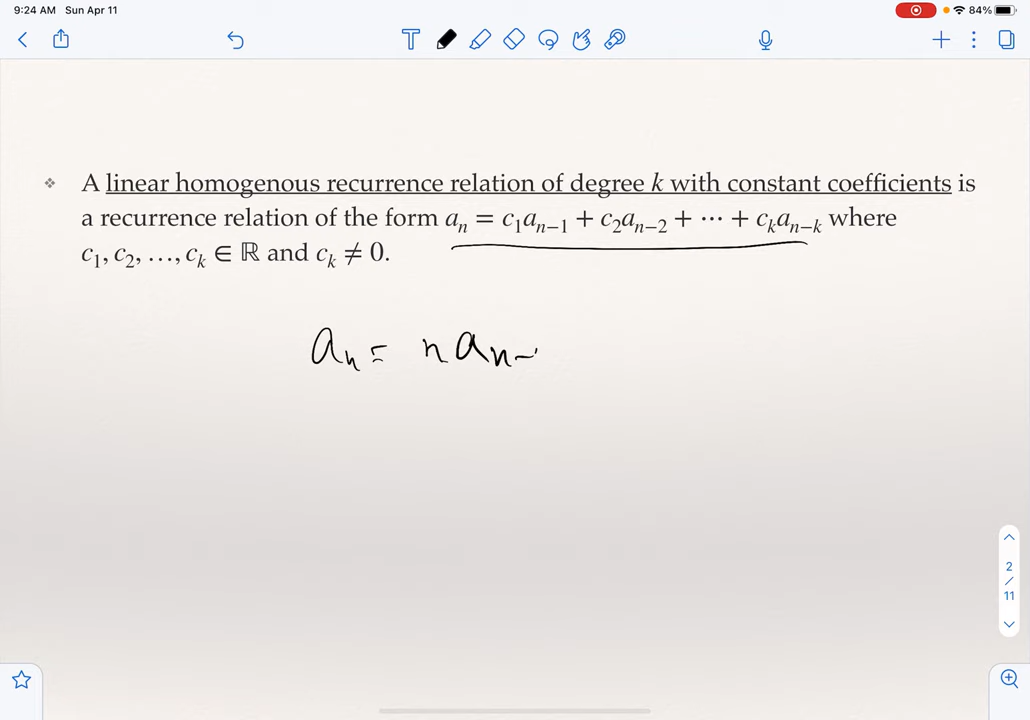 9:24 AM Sun Apr 11
84%
T
❖ A linear homogenous recurrence relation of degree k with constant coefficients is
a recurrence relation of the form aₙ = c₁aₙ₋₁ + c₂aₙ₋₂ + ⋯ + cₖaₙ₋ₖ where
c₁, c₂, …, cₖ ∈ ℝ and cₖ ≠ 0.
aₙ = n aₙ₋
2
/
11